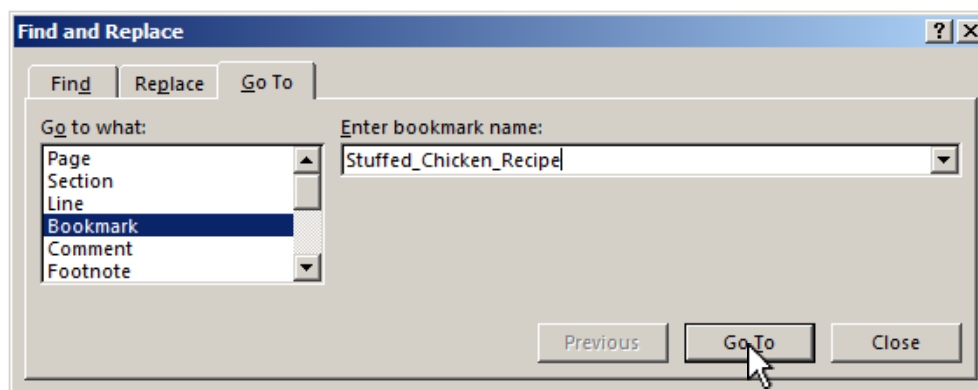 Find and Replace
Find
Replace
Go To
Go to what:
Enter bookmark name:
Page
Section
Line
Bookmark
Comment
Footnote
Stuffed_Chicken_Recipe
Previous
Go To
Close